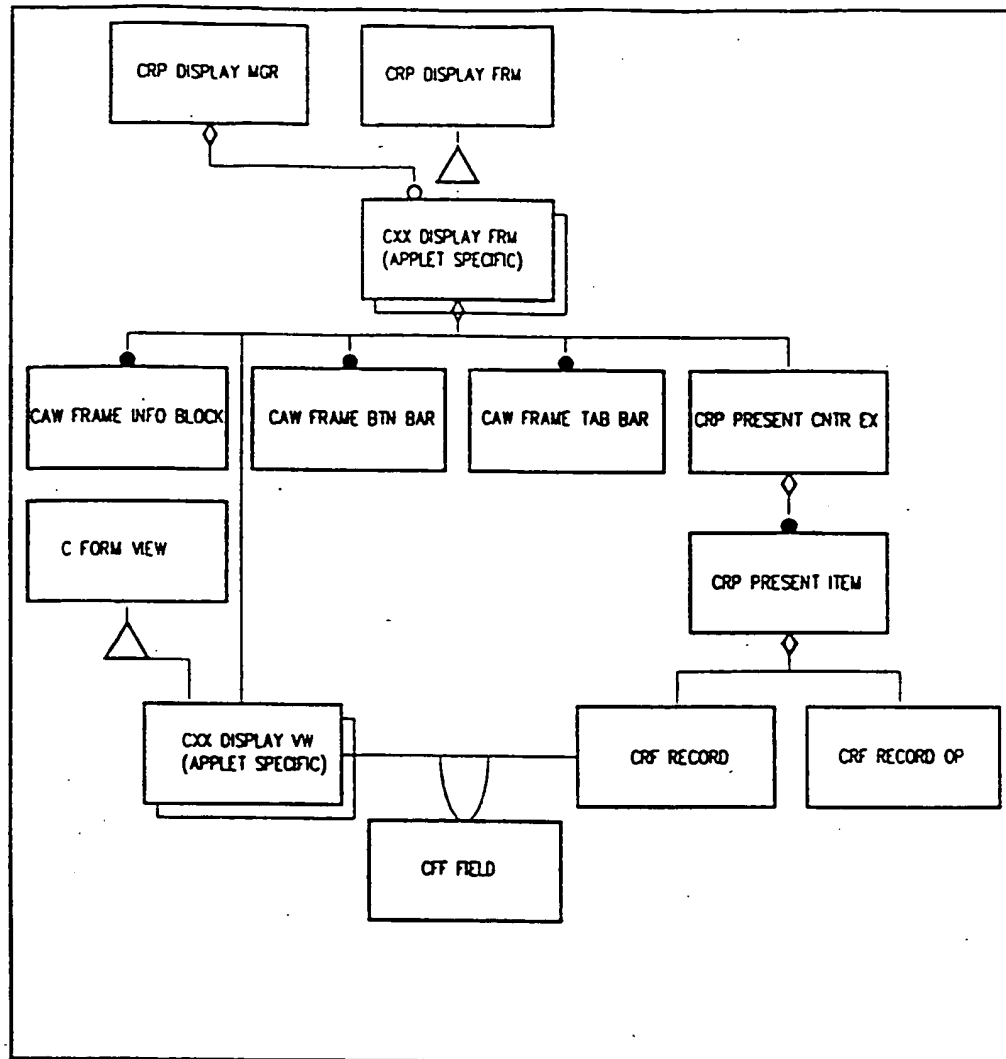 CRP DISPLAY MGR
CRP DISPLAY FRM
CXX DISPLAY FRM
(APPLET SPECIFIC)
CAW FRAME INFO BLOCK
CAW FRAME BTN BAR
CAW FRAME TAB BAR
CRP PRESENT CNTR EX
C FORM VIEW
CRP PRESENT ITEM
CXX DISPLAY VW
(APPLET SPECIFIC)
CRF RECORD
CRF RECORD OP
CFF FIELD